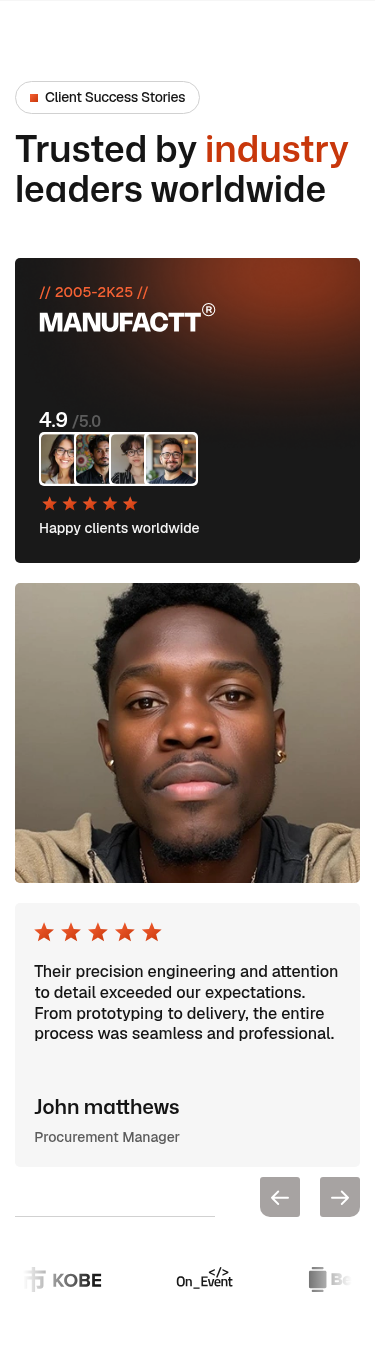 Client Success Stories
Trusted by industry
leaders worldwide
// 2005-2K25 //
MANUFACTT®
4.9 /5.0
Happy clients worldwide
Their precision engineering and attention
to detail exceeded our expectations.
From prototyping to delivery, the entire
process was seamless and professional.
John matthews
Procurement Manager
KOBE
</>
On_Event
Be